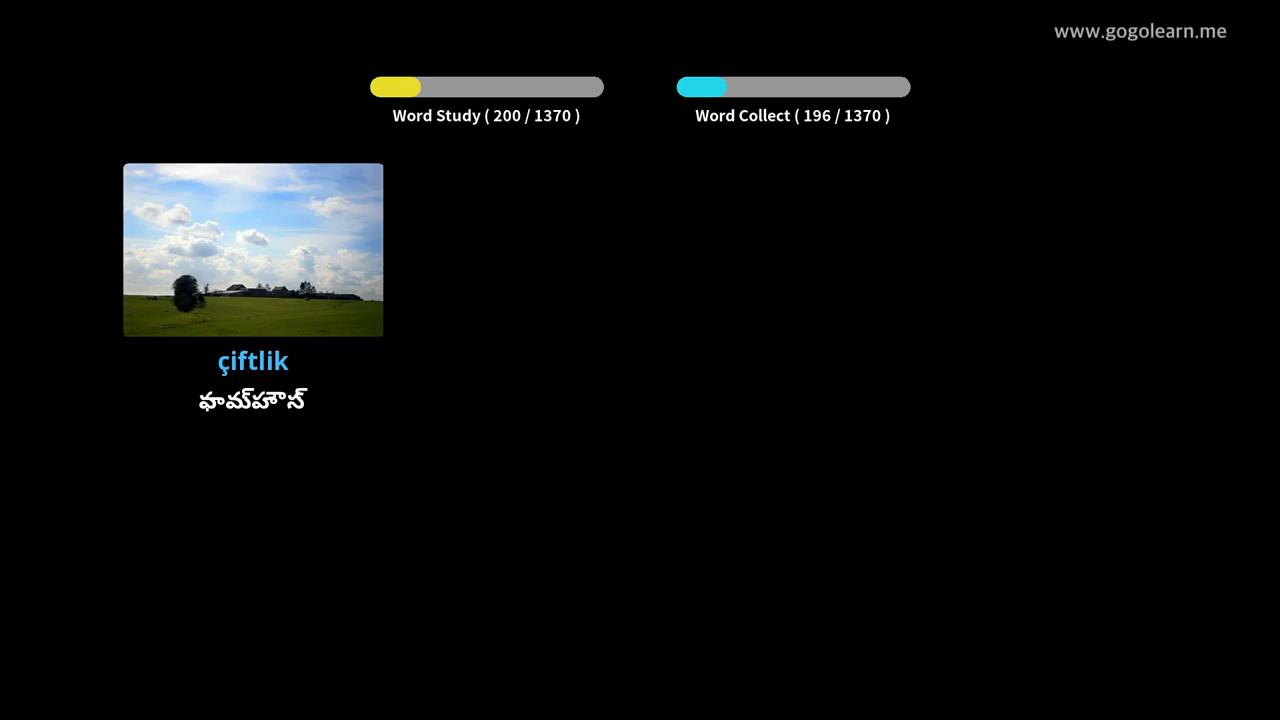 www.gogolearn.me
Word Study ( 200 / 1370 )
Word Collect ( 196 / 1370 )
çiftlik
ఫామ్‌హౌస్